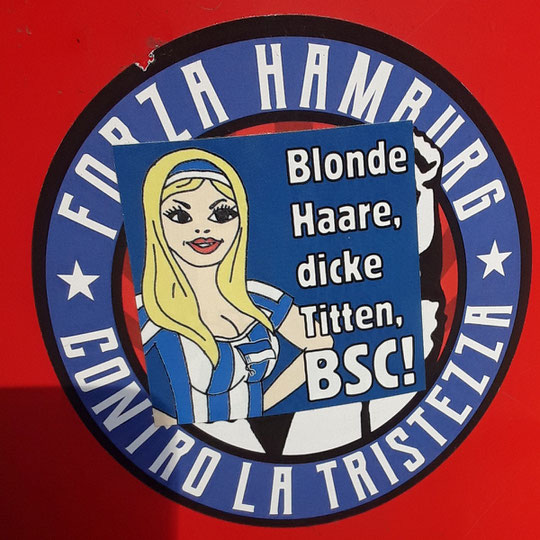 FORZA HAMBURG
Blonde
Haare,
dicke
Titten,
BSC!
CONTRO LA TRISTEZZA